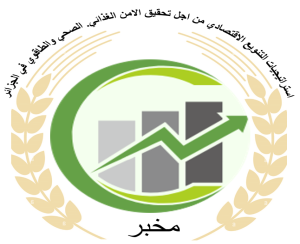 استراتيجيات التنويع الاقتصادي من اجل تحقيق الامن الغذائي. الصحي والطاقوي في الجزائر
مخبر